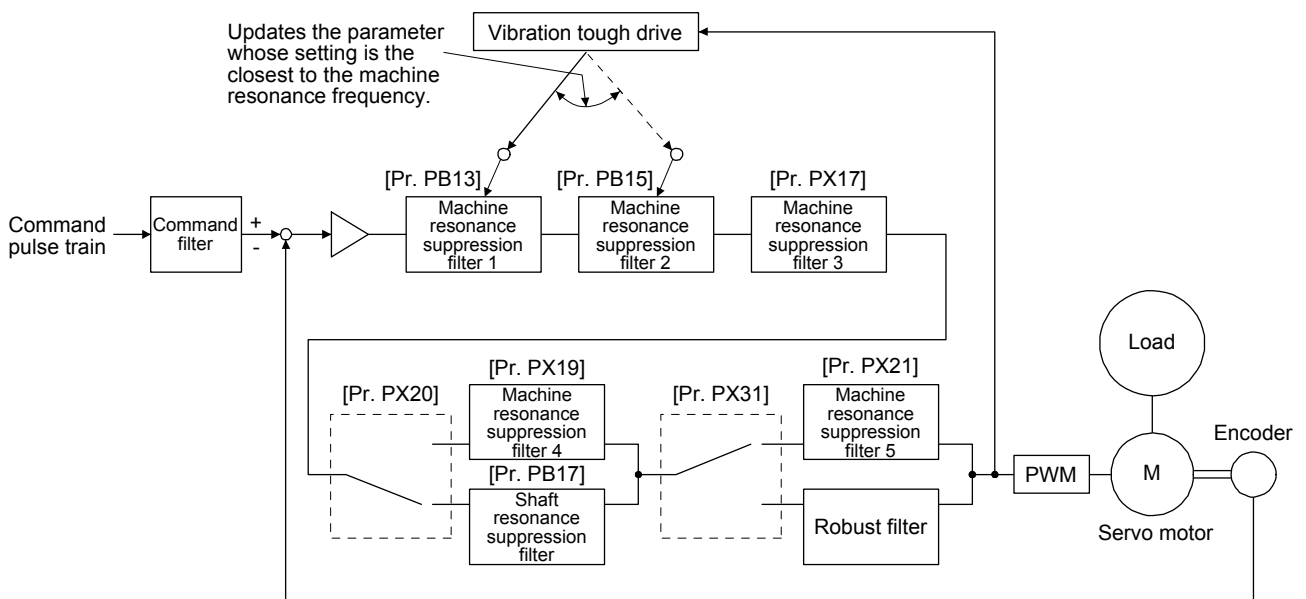 Updates the parameter
whose setting is the
closest to the machine
resonance frequency.
Vibration tough drive
[Pr. PB13]
[Pr. PB15]
[Pr. PX17]
Command
pulse train
Command
filter
+
-
Machine
resonance
suppression
filter 1
Machine
resonance
suppression
filter 2
Machine
resonance
suppression
filter 3
Load
[Pr. PX20]
[Pr. PX19]
Machine
resonance
suppression
filter 4
[Pr. PB17]
Shaft
resonance
suppression
filter
[Pr. PX31]
[Pr. PX21]
Machine
resonance
suppression
filter 5
Robust filter
PWM
M
Servo motor
Encoder